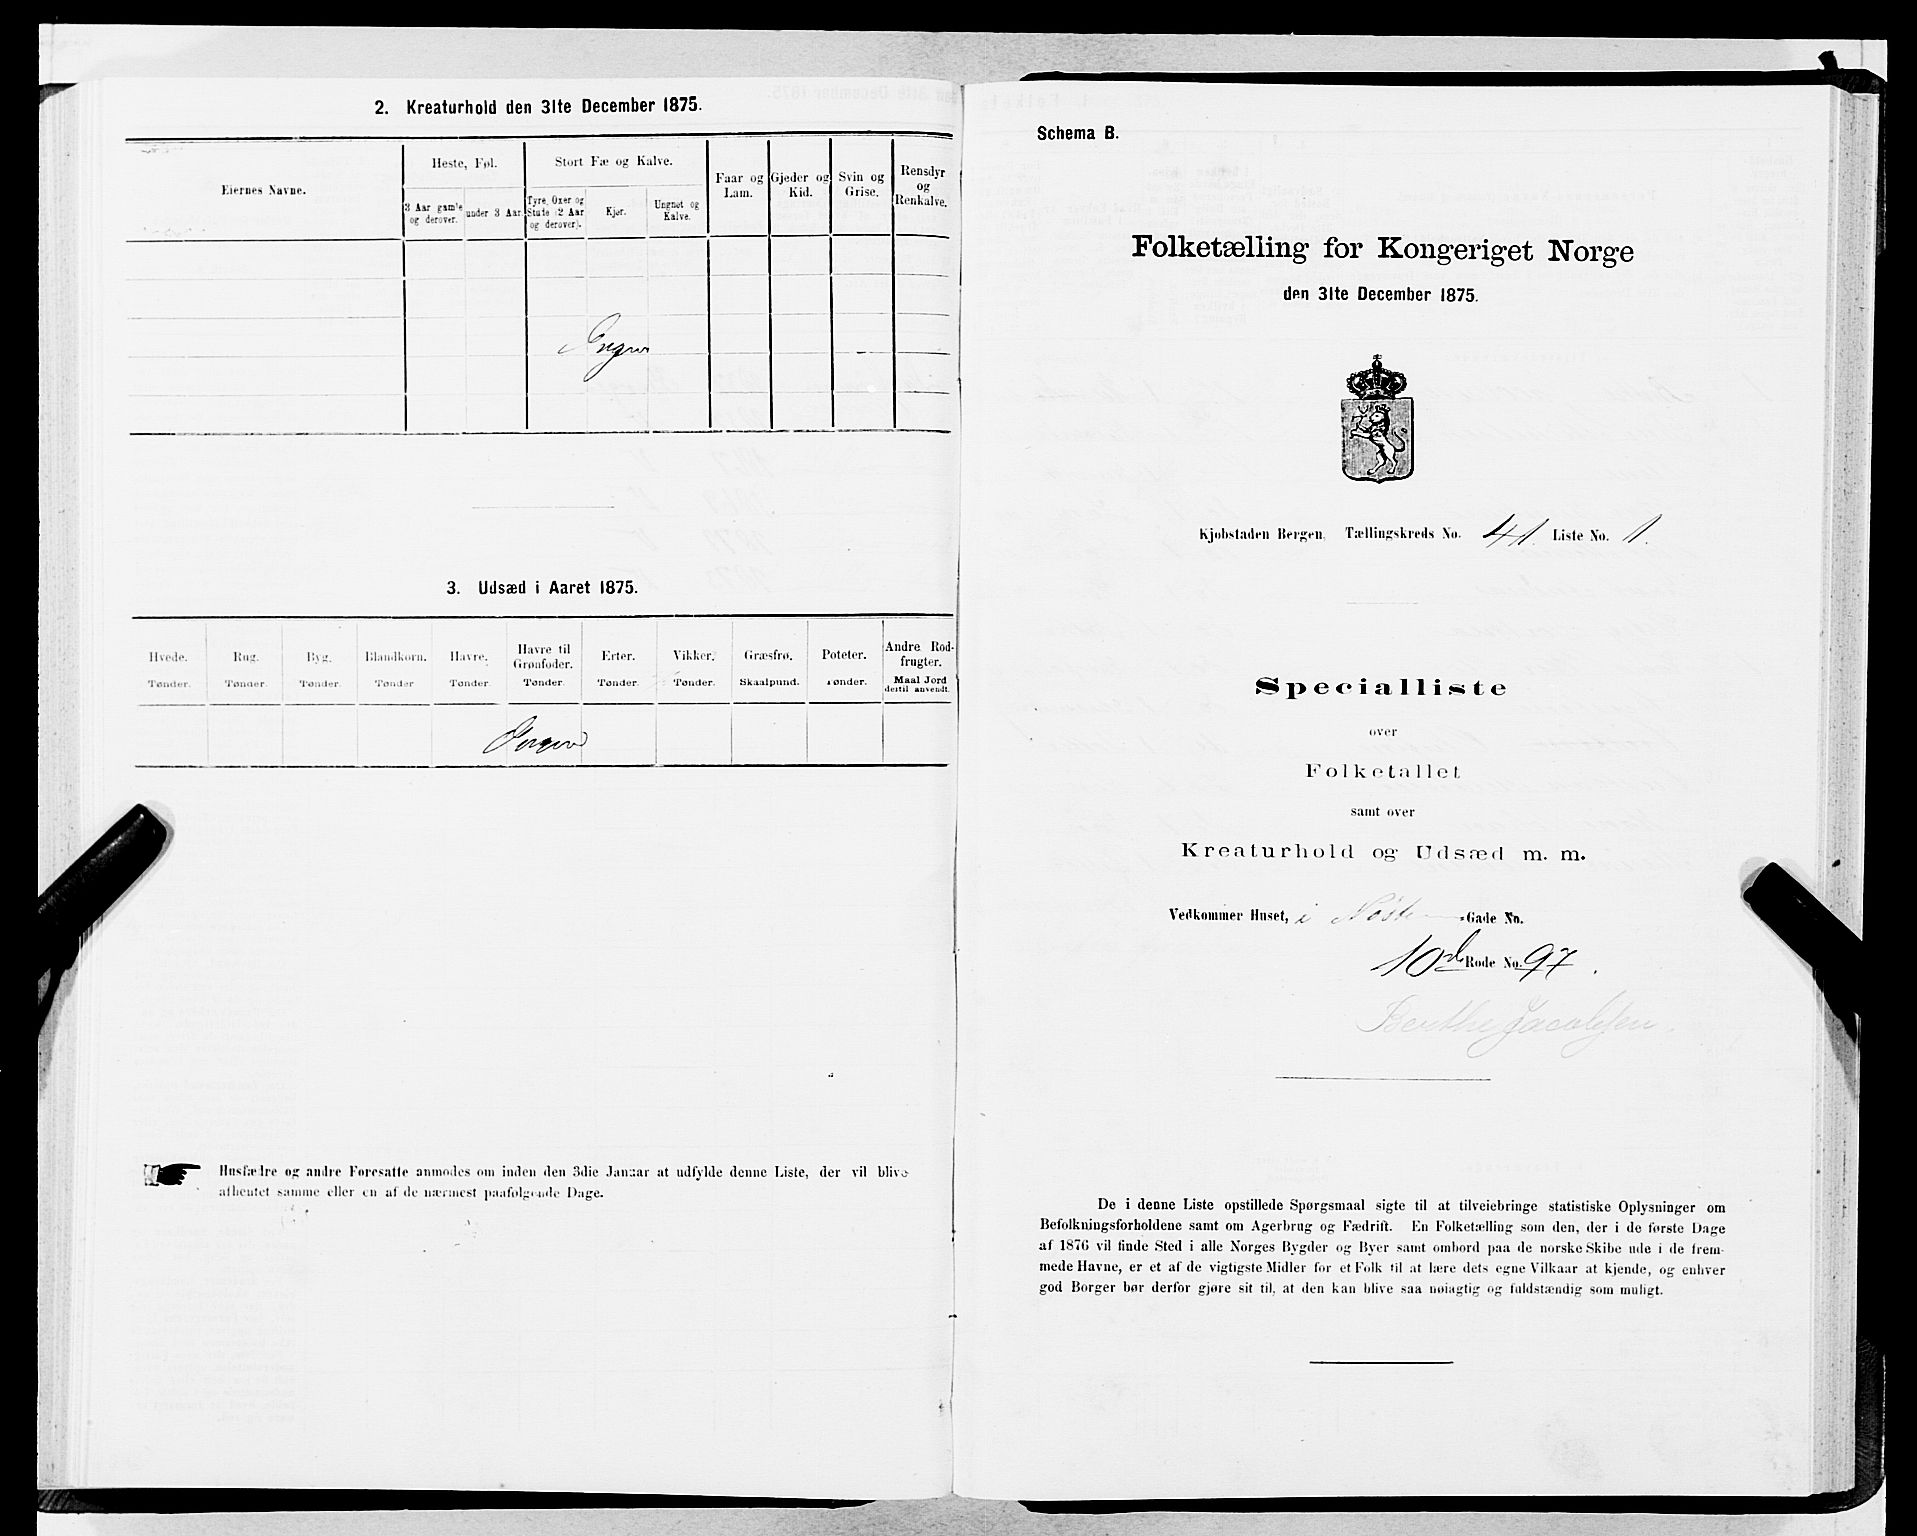 2. Kreaturhold den 31te December 1875.
Eiernes Navne.
Heste, Føl.
Stort Fæ og Kalve.
Faar og Lam.
Gjeder og Kid.
Svin og Grise.
Rensdyr og Renkalve.
3 Aar gamle og derover.
under 3 Aar.
Tyre, Oxer og Stude (2 Aar og derover).
Kjør.
Ungnøt og Kalve.
Ingen
3. Udsæd i Aaret 1875.
Hvede. Rug. Byg. Blandkorn. Havre. Havre til Grønfoder. Erter. Vikker. Græsfrø. Poteter. Andre Rodfrugter.
Tønder. Tønder. Tønder. Tønder Tønder. Tønder. Tønder. Tønder. Skaalpund. Tønder. Maal Jord dertil anvendt.
Ingen
Husfædre og andre Foresatte anmodes om inden den 3die Januar at udfylde denne Liste, der vil blive
afhentet samme eller en af de nærmest paafølgende Dage.
Schema B.
Folketælling for Kongeriget Norge
den 31te December 1875.
Kjøbstaden Bergen. Tællingskreds No. 41. Liste No. 1.
Specialliste
over
Folketallet
samt over
Kreaturhold og Udsæd m. m.
Vedkommer Huset, i Nøste-Gade No.
10de Rode No. 97.
Berthe Jacobsen.
De i denne Liste opstillede Spørgsmaal sigte til at tilveiebringe statistiske Oplysninger om
Befolkningsforholdene samt om Agerbrug og Fædrift. En Folketælling som den, der i de første Dage
af 1876 vil finde Sted i alle Norges Bygder og Byer samt ombord paa de norske Skibe ude i de frem-
mede Havne, er et af de vigtigste Midler for et Folk til at lære dets egne Vilkaar at kjende, og enhver
god Borger bør derfor gjøre sit til, at den kan blive saa nøiagtig og fuldstændig som muligt.